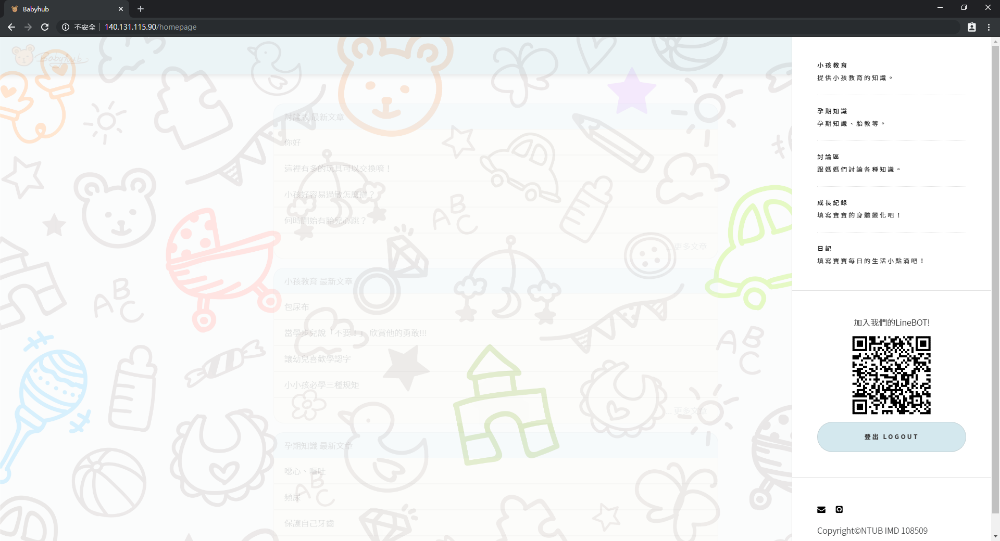 Babyhub
不安全
140.131.115.90/homepage
Babyhub
討論版 最新文章
你好
這裡有多的玩具可以交換唷！
小孩好容易過敏怎麼辦？
何時開始有胎兒心跳？
... 更多文章
小孩教育 最新文章
包尿布
當學步兒說「不要！」 欣賞他的勇敢!!!
讓幼兒喜歡學認字
小小孩必學三種規矩
... 更多文章
孕期知識 最新文章
噁心、嘔吐
頻尿
保護自己牙齒
A B C
A B C
A B C
A B C
小孩教育
提供小孩教育的知識。
孕期知識
孕期知識、胎教等。
討論區
跟媽媽們討論各種知識。
成長紀錄
填寫寶寶的身體變化吧！
日記
填寫寶寶每日的生活小點滴吧！
加入我們的LineBOT!
登出 LOGOUT
Copyright©NTUB IMD 108509